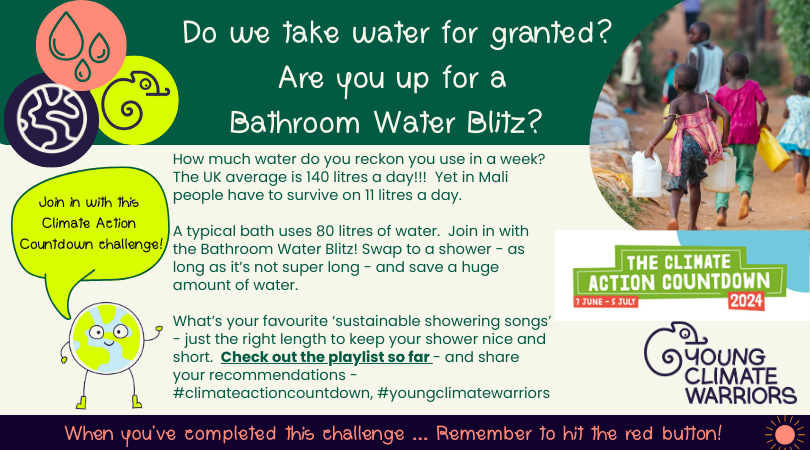 Do we take water for granted?
Are you up for a
Bathroom Water Blitz?
How much water do you reckon you use in a week?
The UK average is 140 litres a day!!!  Yet in Mali
people have to survive on 11 litres a day.
A typical bath uses 80 litres of water.  Join in with
the Bathroom Water Blitz! Swap to a shower - as
long as it's not super long - and save a huge
amount of water.
What's your favourite 'sustainable showering songs'
- just the right length to keep your shower nice and
short.  Check out the playlist so far - and share
your recommendations -
#climateactioncountdown, #youngclimatewarriors
Join in with this
Climate Action
Countdown challenge!
THE CLIMATE
ACTION COUNTDOWN
7 JUNE - 5 JULY
2024
YOUNG
CLIMATE
WARRIORS
When you've completed this challenge ... Remember to hit the red button!